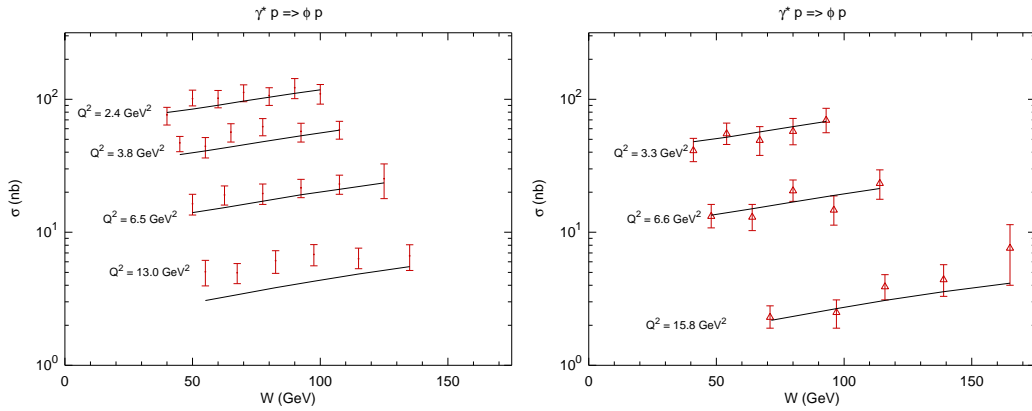 γ* p => ϕ p
10²
10¹
10⁰
σ (nb)
Q² = 2.4 GeV²
Q² = 3.8 GeV²
Q² = 6.5 GeV²
Q² = 13.0 GeV²
0 50 100 150
W (GeV)
γ* p => ϕ p
10²
10¹
10⁰
σ (nb)
Q² = 3.3 GeV²
Q² = 6.6 GeV²
Q² = 15.8 GeV²
0 50 100 150
W (GeV)